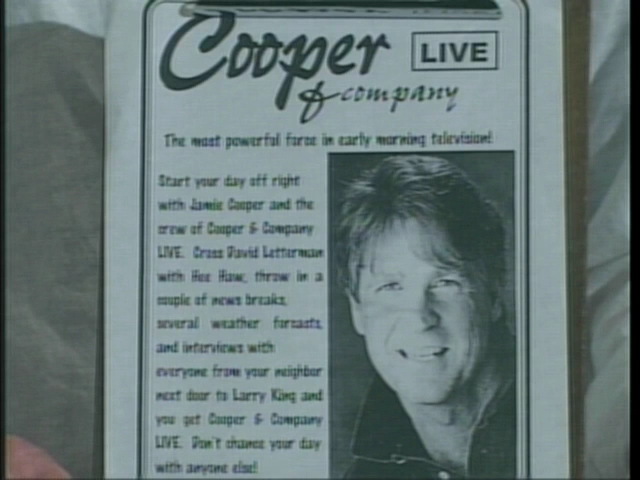 Cooper
LIVE
& company
The most powerful force in early morning television!
Start your day off right
with Jamie Cooper and the
crew of Cooper & Company
LIVE. Cross David Letterman
with Hee Haw, throw in a
couple of news breaks,
several weather forcasts,
and interviews with
everyone from your neighbor
next door to Larry King and
you get Cooper & Company
LIVE. Don't chance your day
with anyone else!